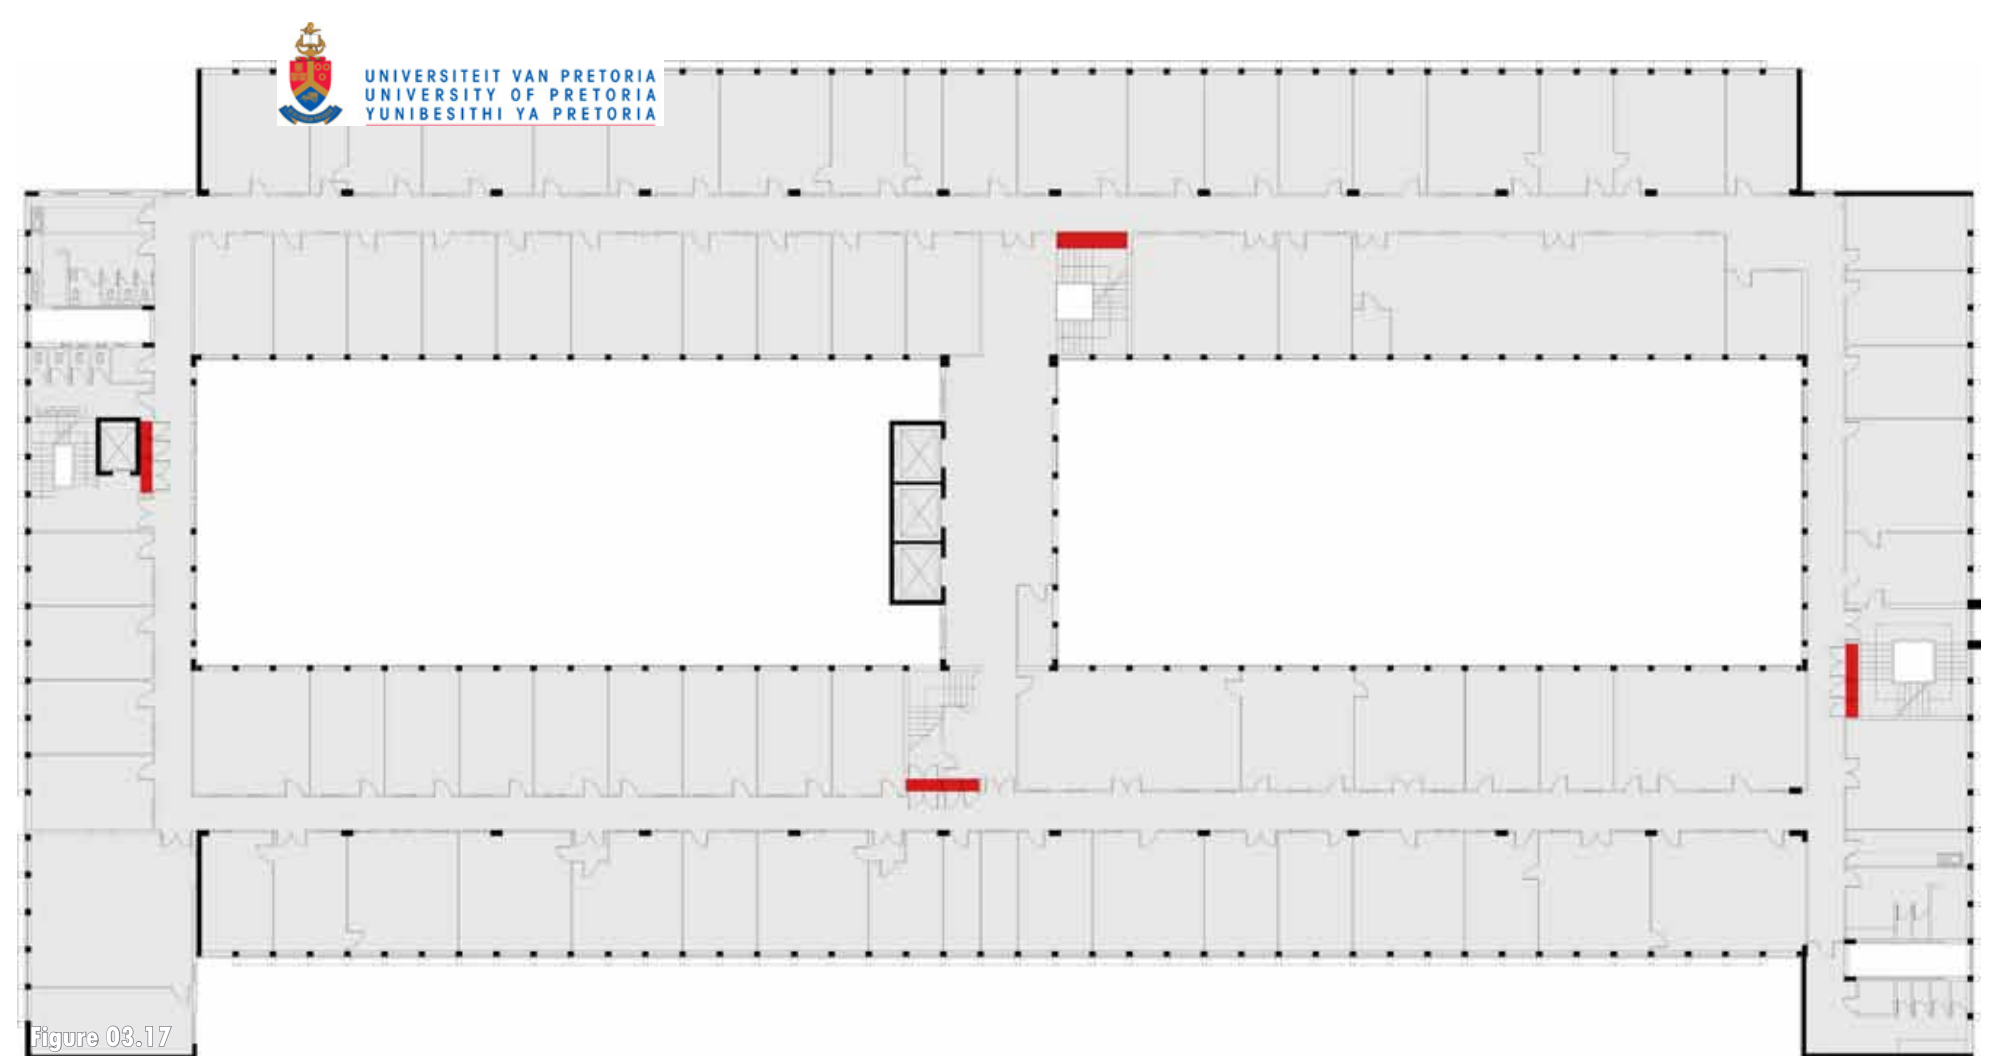 UNIVERSITEIT VAN PRETORIA
UNIVERSITY OF PRETORIA
YUNIBESITHI YA PRETORIA
Figure 03.17